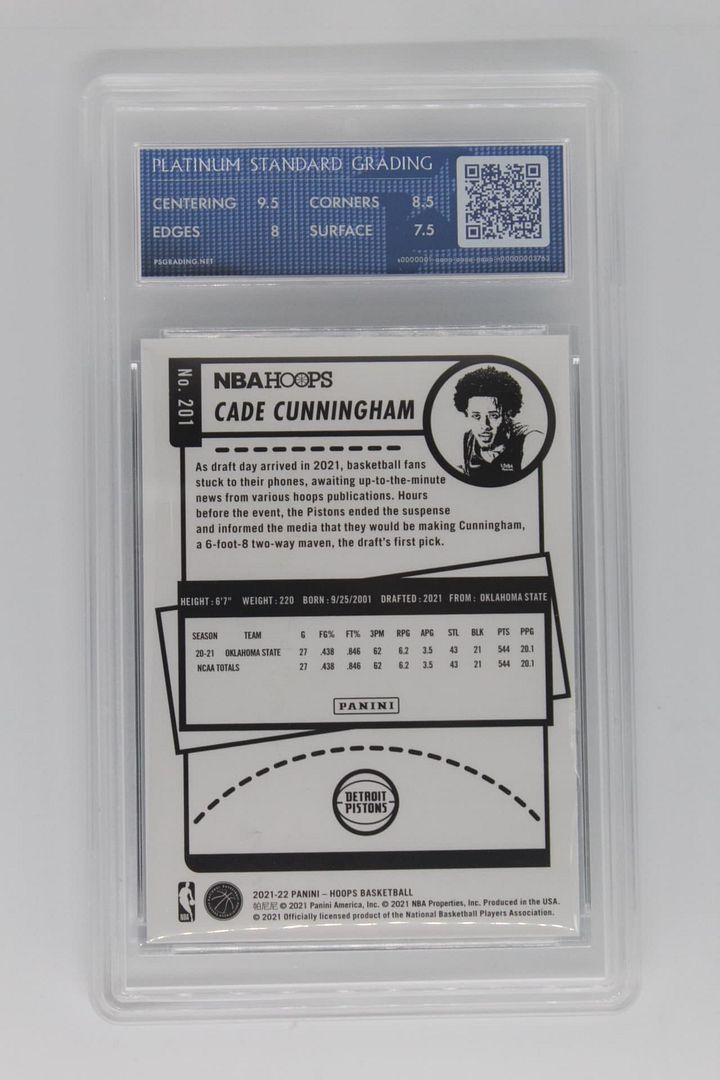 PLATINUM STANDARD GRADING
CENTERING 9.5 CORNERS 8.5
EDGES 8 SURFACE 7.5
PSGRADING.NET
No. 201
NBA HOOPS
CADE CUNNINGHAM
As draft day arrived in 2021, basketball fans
stuck to their phones, awaiting up-to-the-minute
news from various hoops publications. Hours
before the event, the Pistons ended the suspense
and informed the media that they would be making Cunningham,
a 6-foot-8 two-way maven, the draft's first pick.
HEIGHT: 6'7" WEIGHT: 220 BORN: 9/25/2001 DRAFTED: 2021 FROM: OKLAHOMA STATE
SEASON TEAM G FG% FT% 3PM RPG APG STL BLK PTS PPG
20-21 OKLAHOMA STATE 27 .438 .846 62 6.2 3.5 43 21 544 20.1
NCAA TOTALS 27 .438 .846 62 6.2 3.5 43 21 544 20.1
PANINI
DETROIT
PISTONS
2021-22 PANINI – HOOPS BASKETBALL
帕尼尼 © 2021 Panini America, Inc. © 2021 NBA Properties, Inc. Produced in the USA.
© 2021 Officially licensed product of the National Basketball Players Association.
NBA